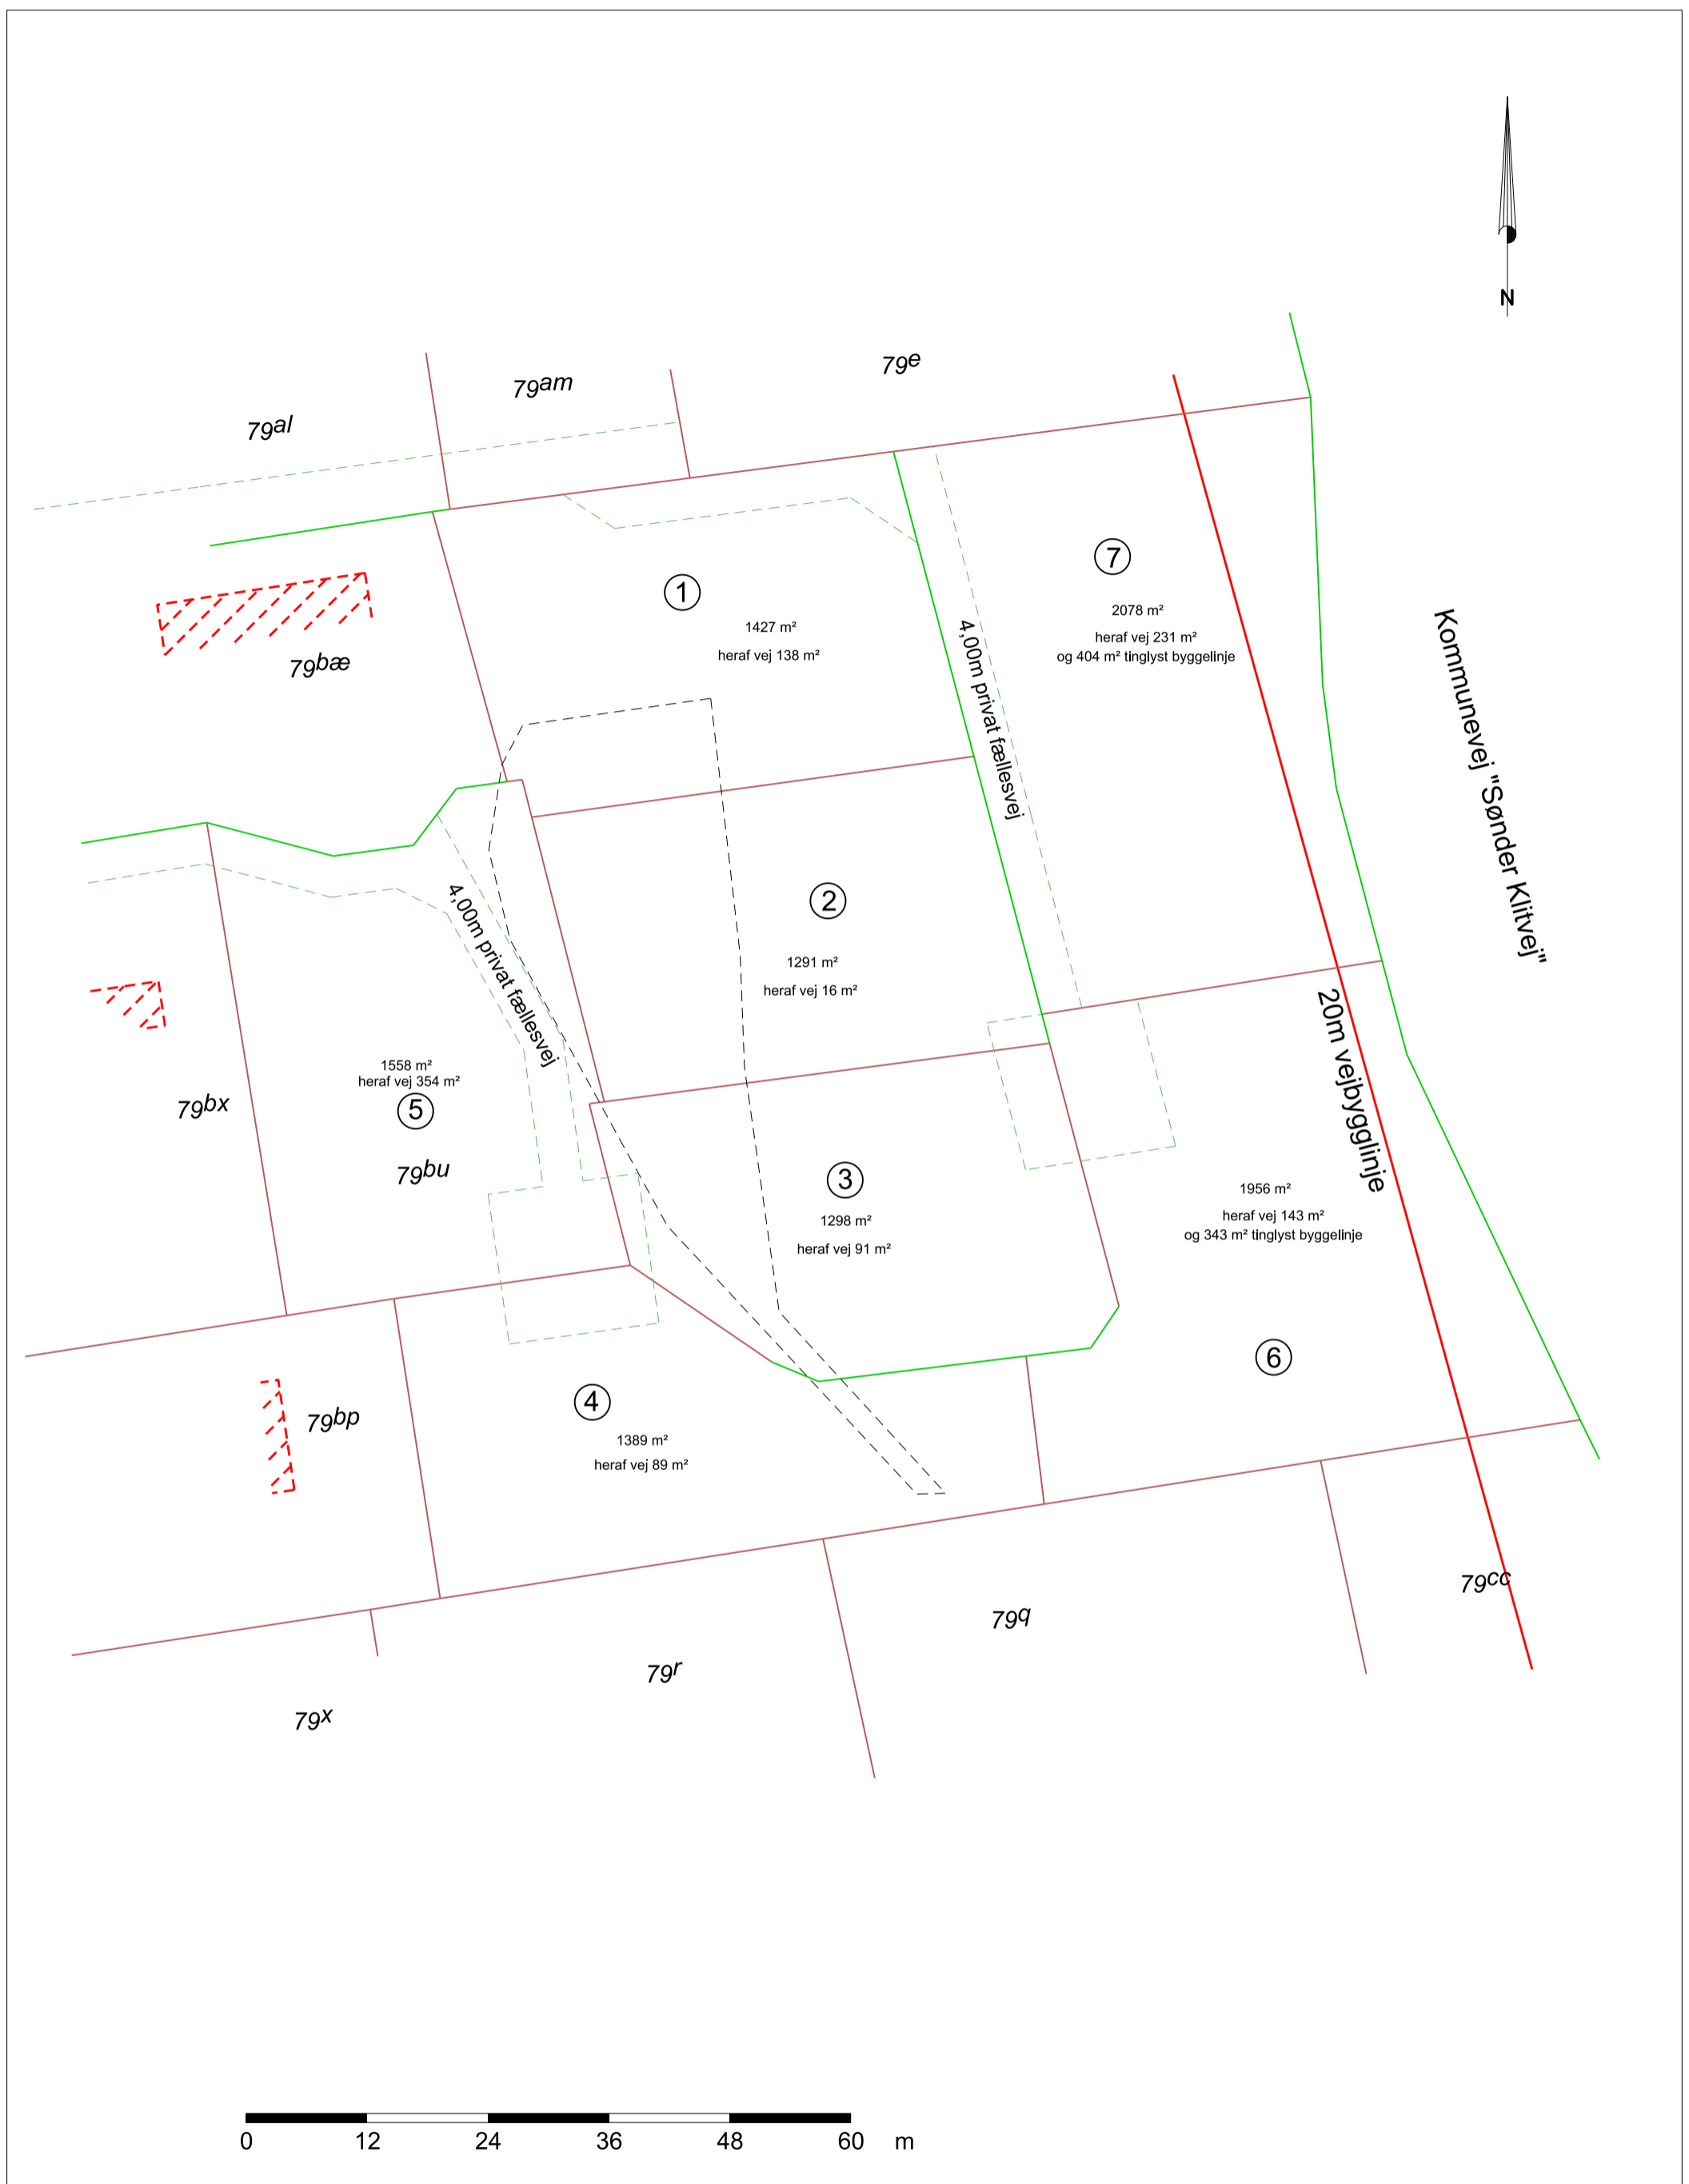 N
79e
79am
79al
1
1427 m²
heraf vej 138 m²
7
2078 m²
heraf vej 231 m²
og 404 m² tinglyst byggelinje
4,00m privat fællesvej
79bæ
Kommunevej "Sønder Klitvej"
2
1291 m²
heraf vej 16 m²
4,00m privat fællesvej
20m vejbygglinje
1558 m²
heraf vej 354 m²
5
79bx
79bu
3
1298 m²
heraf vej 91 m²
1956 m²
heraf vej 143 m²
og 343 m² tinglyst byggelinje
6
4
1389 m²
heraf vej 89 m²
79bp
79cc
79q
79r
79x
0 12 24 36 48 60 m